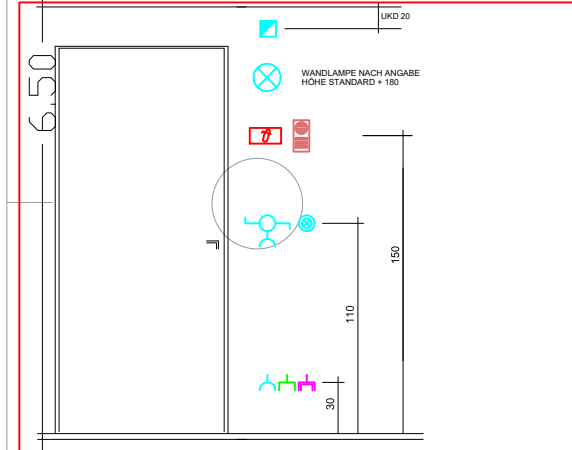 UKD 20
6.50
WANDLAMPE NACH ANGABE
HÖHE STANDARD + 180
150
110
30